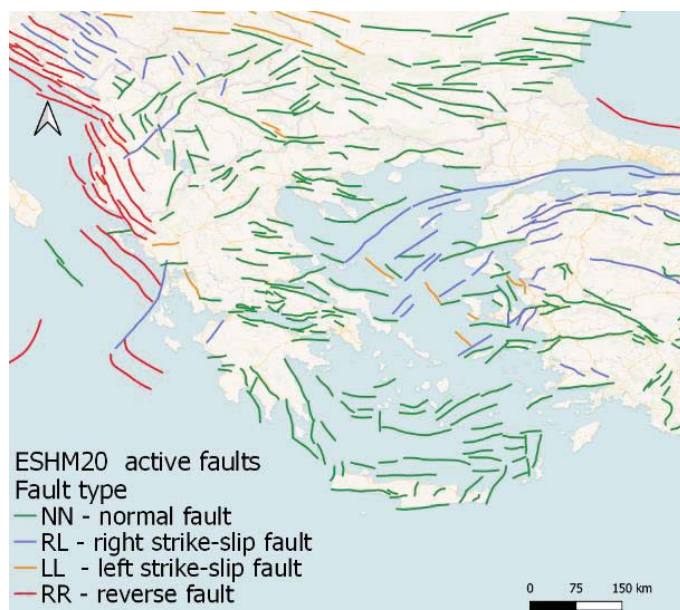 ESHM20 active faults
Fault type
NN - normal fault
RL - right strike-slip fault
LL - left strike-slip fault
RR - reverse fault
0 75 150 km